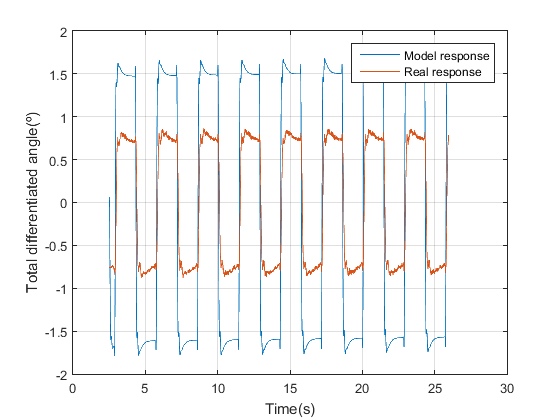 2
1.5
1
0.5
0
-0.5
-1
-1.5
-2
Total differentiated angle(º)
Model response
Real response
0 5 10 15 20 25 30
Time(s)